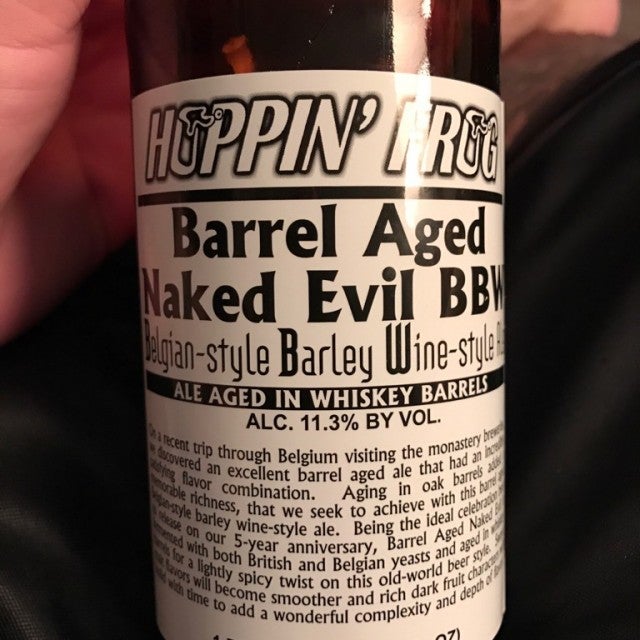 HOPPIN' FROG
Barrel Aged
Naked Evil BBW
Belgian-style Barley Wine-style
ALE AGED IN WHISKEY BARRELS
ALC. 11.3% BY VOL.
a recent trip through Belgium visiting the monastery
discovered an excellent barrel aged ale that had an
flavor combination. Aging in oak barrels
richness, that we seek to achieve with this barrel
barley wine-style ale. Being the ideal celebration
release on our 5-year anniversary, Barrel Aged Naked
with both British and Belgian yeasts and aged in
for a lightly spicy twist on this old-world beer style.
flavors will become smoother and rich dark fruit
with time to add a wonderful complexity and depth of